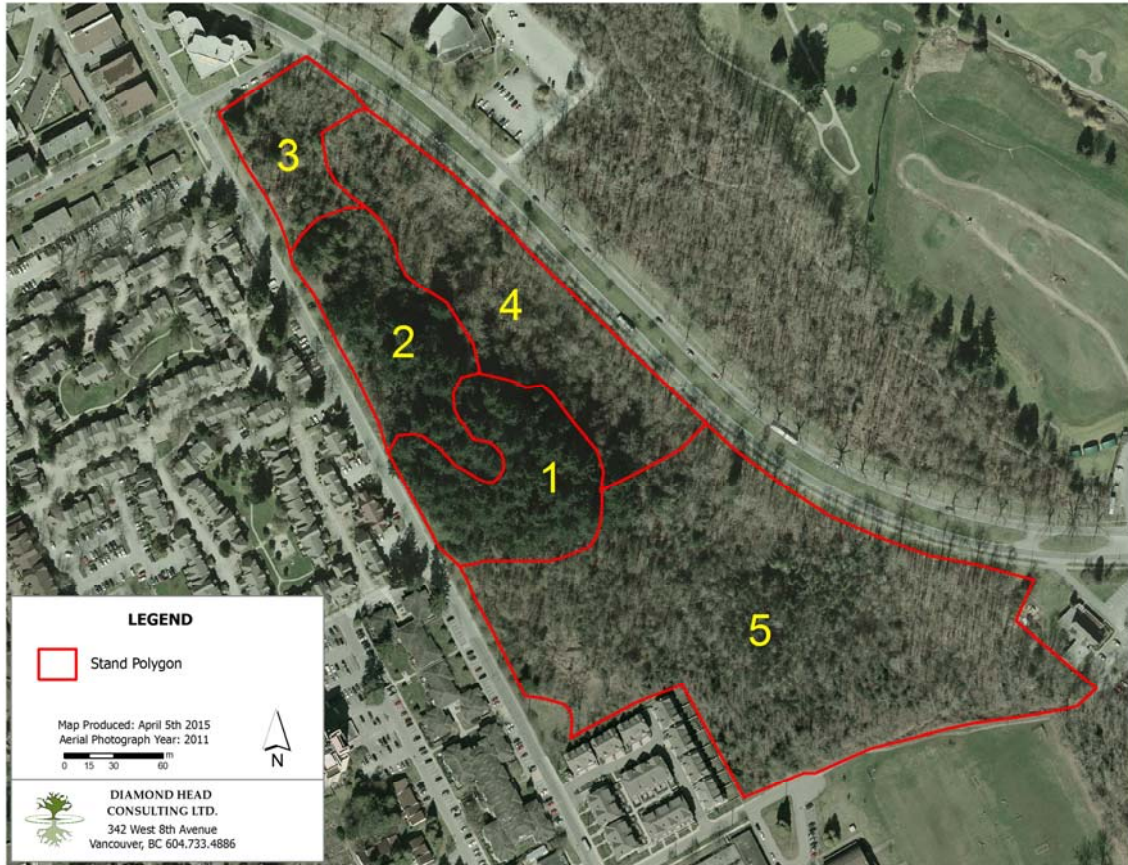 3
4
2
1
5
LEGEND
Stand Polygon
Map Produced: April 5th 2015
Aerial Photograph Year: 2011
m
0 15 30 60
N
DIAMOND HEAD
CONSULTING LTD.
342 West 8th Avenue
Vancouver, BC 604.733.4886